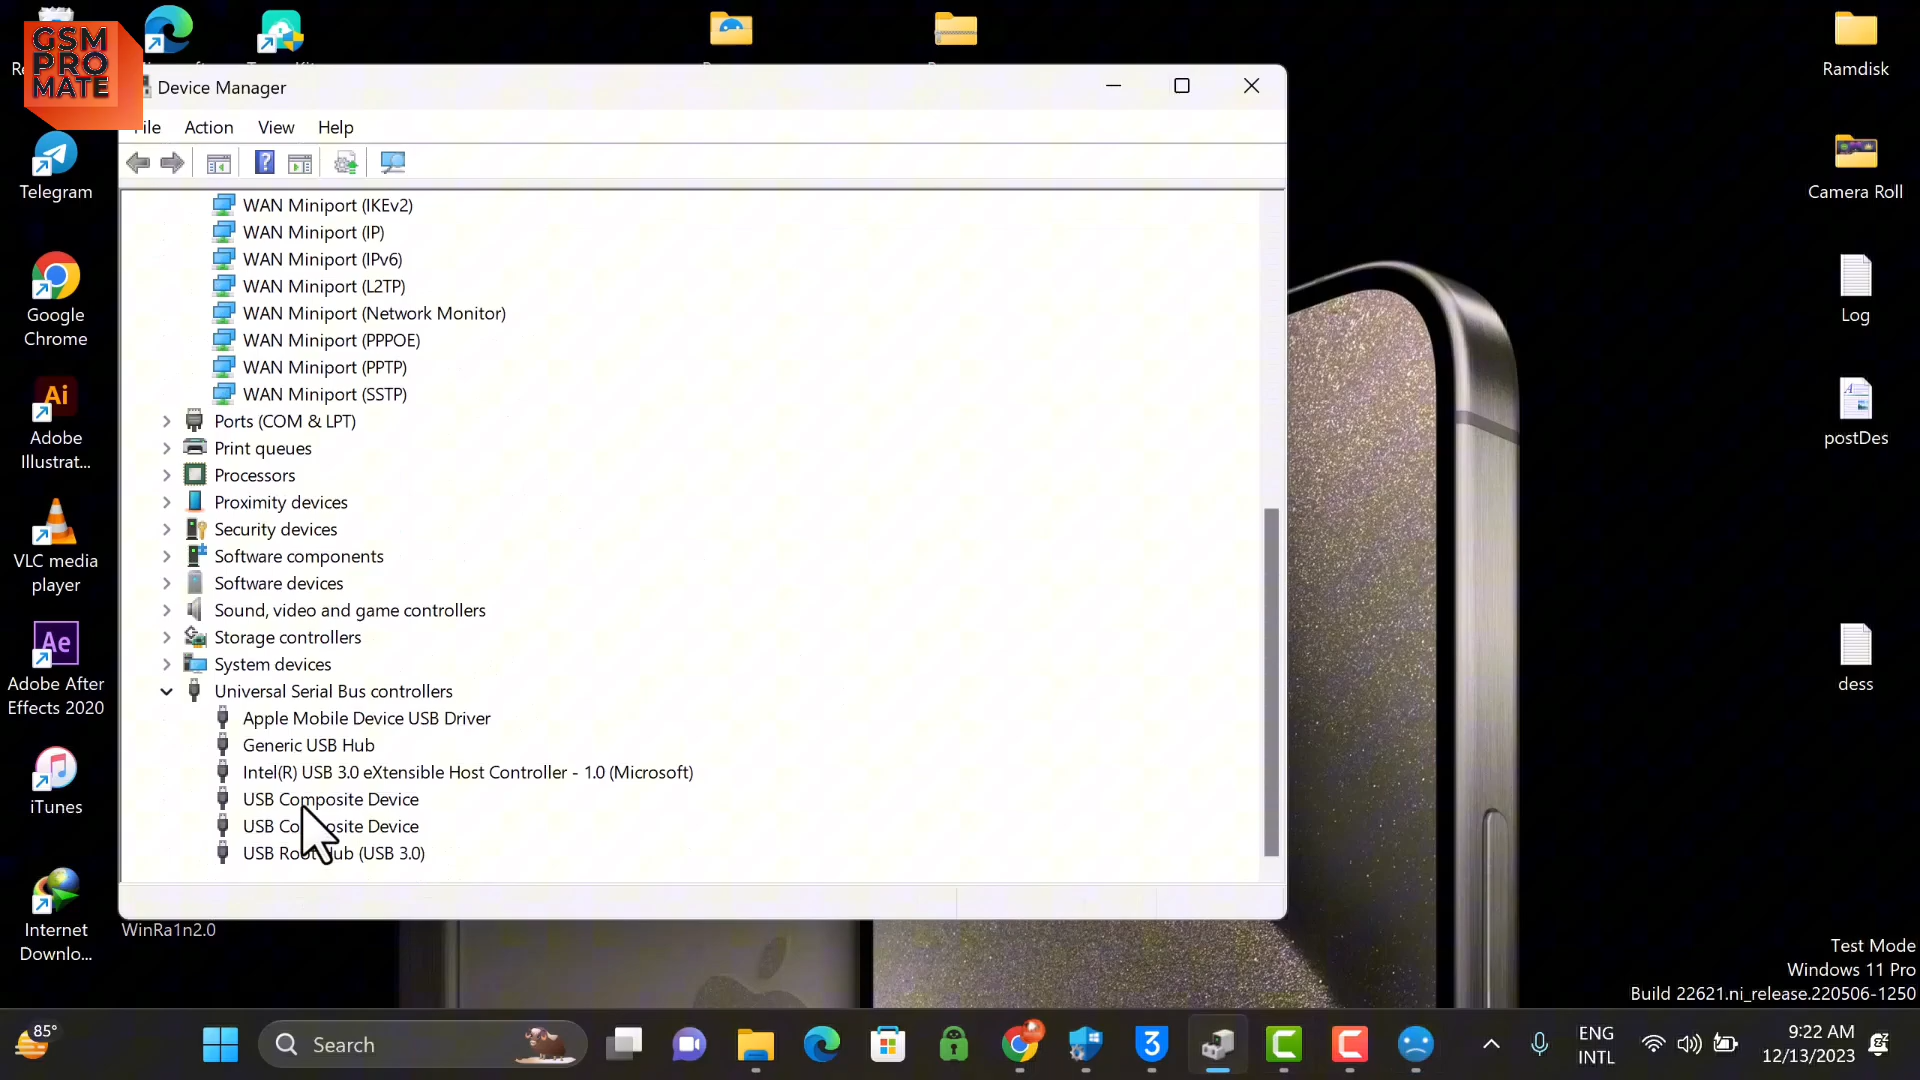 GSM
PRO
MATE
Telegram
Google
Chrome
Ai
Adobe
Illustrat...
VLC media
player
Ae
Adobe After
Effects 2020
iTunes
Internet
Downlo...
WinRa1n2.0
Device Manager
File Action View Help
WAN Miniport (IKEv2)
WAN Miniport (IP)
WAN Miniport (IPv6)
WAN Miniport (L2TP)
WAN Miniport (Network Monitor)
WAN Miniport (PPPOE)
WAN Miniport (PPTP)
WAN Miniport (SSTP)
Ports (COM & LPT)
Print queues
Processors
Proximity devices
Security devices
Software components
Software devices
Sound, video and game controllers
Storage controllers
System devices
Universal Serial Bus controllers
Apple Mobile Device USB Driver
Generic USB Hub
Intel(R) USB 3.0 eXtensible Host Controller - 1.0 (Microsoft)
USB Composite Device
USB Composite Device
USB Root Hub (USB 3.0)
Ramdisk
Camera Roll
Log
postDes
dess
Test Mode
Windows 11 Pro
Build 22621.ni_release.220506-1250
85°
Search
3
ENG
INTL
9:22 AM
12/13/2023